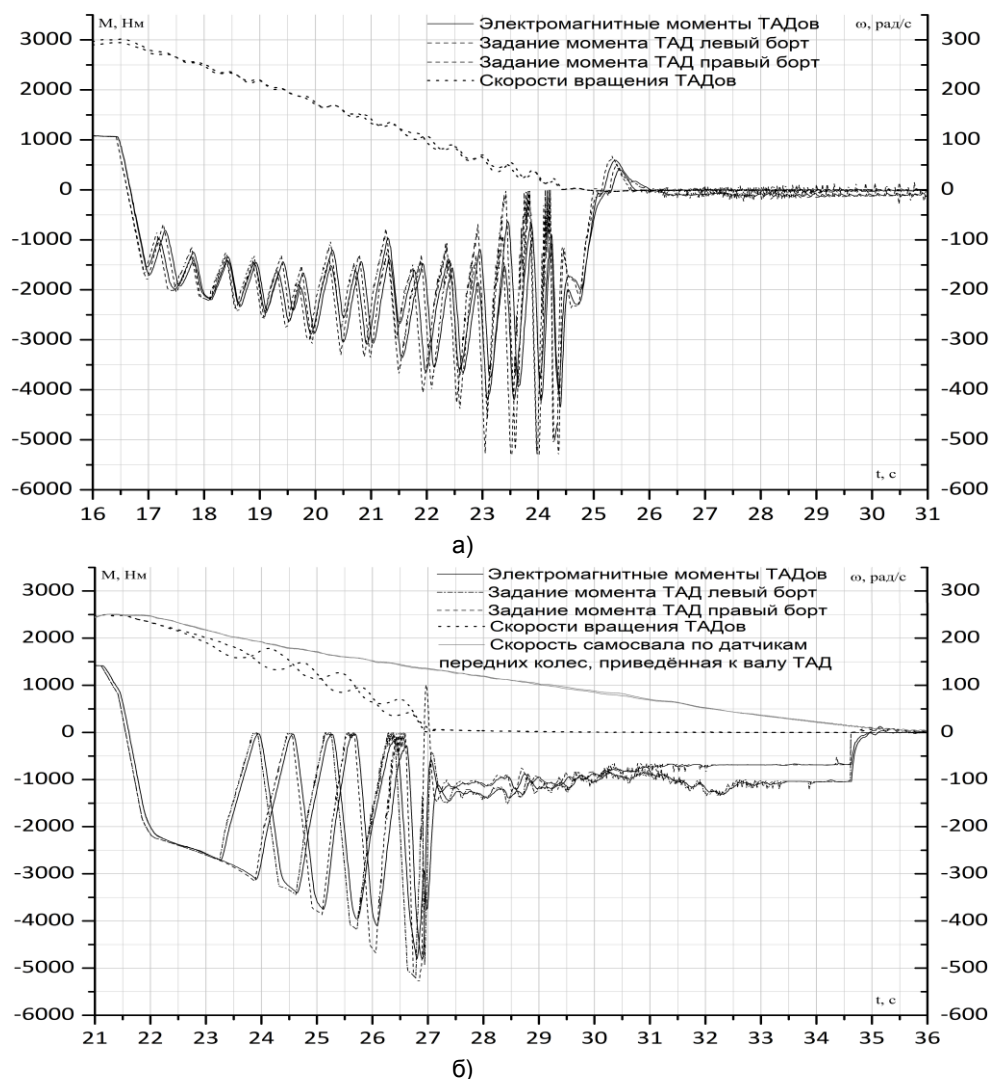 M, Нм
ω, рад/с
Электромагнитные моменты ТАДов
Задание момента ТАД левый борт
Задание момента ТАД правый борт
Скорости вращения ТАДов
3000
2000
1000
0
-1000
-2000
-3000
-4000
-5000
-6000
300
200
100
0
-100
-200
-300
-400
-500
-600
t, с
16 17 18 19 20 21 22 23 24 25 26 27 28 29 30 31
а)
M, Нм
ω, рад/с
Электромагнитные моменты ТАДов
Задание момента ТАД левый борт
Задание момента ТАД правый борт
Скорости вращения ТАДов
Скорость самосвала по датчикам
передних колес, приведённая к валу ТАД
3000
2000
1000
0
-1000
-2000
-3000
-4000
-5000
-6000
300
200
100
0
-100
-200
-300
-400
-500
-600
t, с
21 22 23 24 25 26 27 28 29 30 31 32 33 34 35 36
б)